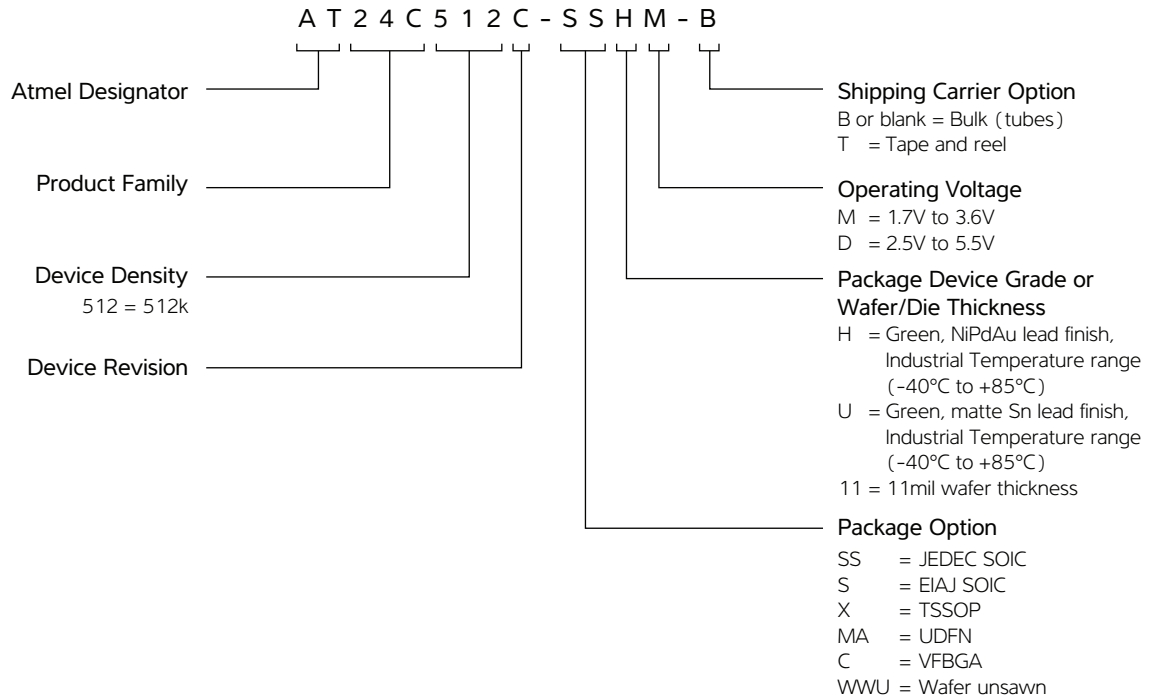 A T 2 4 C 5 1 2 C - S S H M - B
Atmel Designator
Product Family
Device Density
512 = 512k
Device Revision
Shipping Carrier Option
B or blank = Bulk (tubes)
T = Tape and reel
Operating Voltage
M = 1.7V to 3.6V
D = 2.5V to 5.5V
Package Device Grade or
Wafer/Die Thickness
H = Green, NiPdAu lead finish,
Industrial Temperature range
(-40°C to +85°C)
U = Green, matte Sn lead finish,
Industrial Temperature range
(-40°C to +85°C)
11 = 11mil wafer thickness
Package Option
SS = JEDEC SOIC
S = EIAJ SOIC
X = TSSOP
MA = UDFN
C = VFBGA
WWU = Wafer unsawn